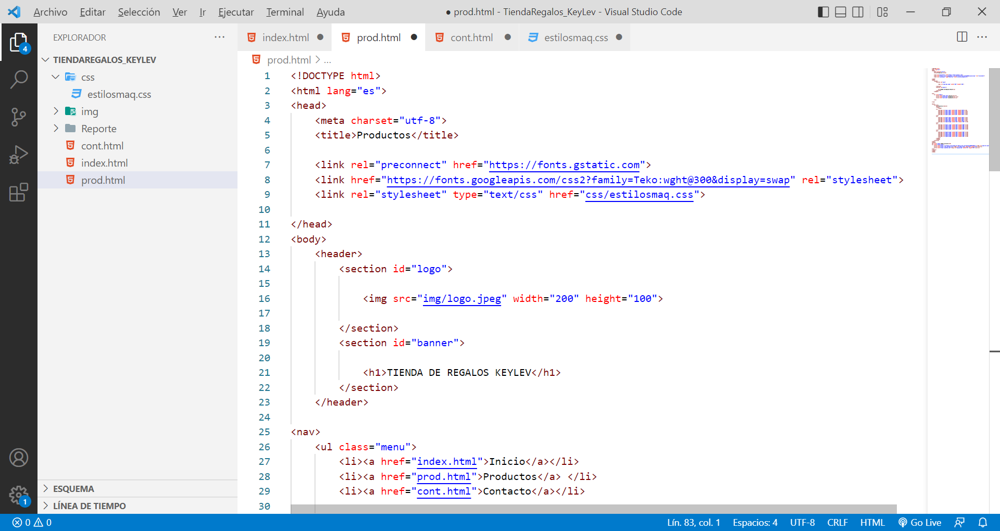 Archivo Editar Selección Ver Ir Ejecutar Terminal Ayuda
● prod.html - TiendaRegalos_KeyLev - Visual Studio Code
EXPLORADOR
4
TIENDAREGALOS_KEYLEV
css
estilosmaq.css
img
Reporte
cont.html
index.html
prod.html
ESQUEMA
LÍNEA DE TIEMPO
1
index.html prod.html cont.html estilosmaq.css
prod.html > ...
1 <!DOCTYPE html>
2 <html lang="es">
3 <head>
4 <meta charset="utf-8">
5 <title>Productos</title>
6
7 <link rel="preconnect" href="https://fonts.gstatic.com">
8 <link href="https://fonts.googleapis.com/css2?family=Teko:wght@300&display=swap" rel="stylesheet">
9 <link rel="stylesheet" type="text/css" href="css/estilosmaq.css">
10
11 </head>
12 <body>
13 <header>
14 <section id="logo">
15
16 <img src="img/logo.jpeg" width="200" height="100">
17
18 </section>
19 <section id="banner">
20
21 <h1>TIENDA DE REGALOS KEYLEV</h1>
22 </section>
23 </header>
24
25 <nav>
26 <ul class="menu">
27 <li><a href="index.html">Inicio</a></li>
28 <li><a href="prod.html">Productos</a> </li>
29 <li><a href="cont.html">Contacto</a></li>
30
0 0 Lín. 83, col. 1 Espacios: 4 UTF-8 CRLF HTML Go Live